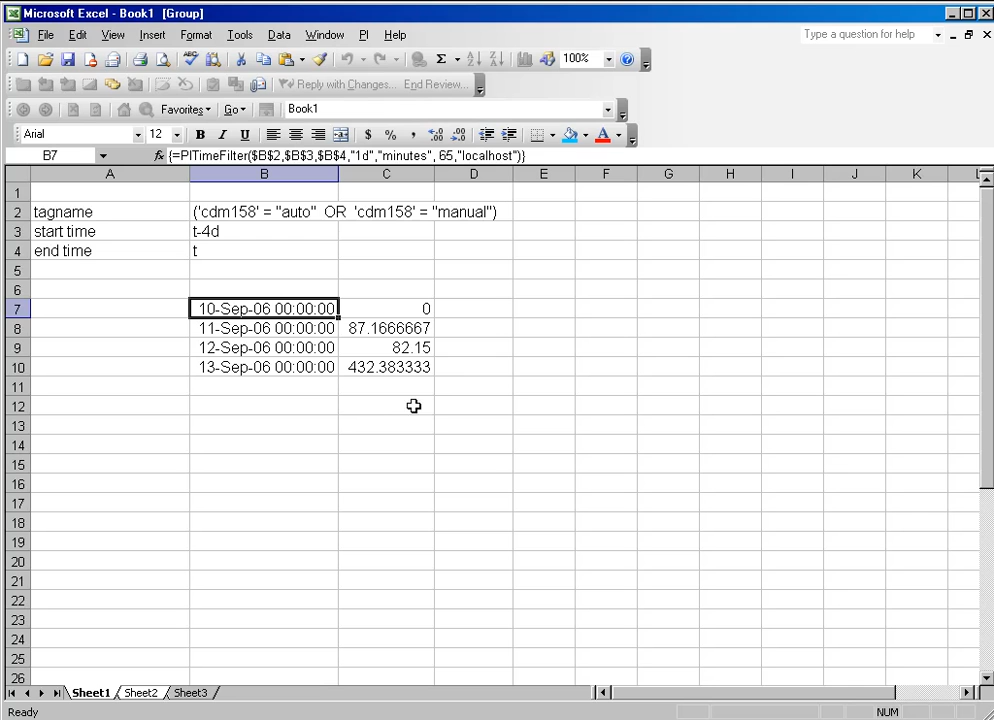 Microsoft Excel - Book1 [Group]
File Edit View Insert Format Tools Data Window PI Help Type a question for help
100%
Reply with Changes... End Review...
Favorites Go Book1
Arial 12 B I U $ % ,
B7 fx {=PITimeFilter($B$2,$B$3,$B$4,"1d","minutes", 65,"localhost")}
A B C D E F G H I J K L
1
2 tagname ('cdm158' = "auto" OR 'cdm158' = "manual")
3 start time t-4d
4 end time t
5
6
7 10-Sep-06 00:00:00 0
8 11-Sep-06 00:00:00 87.1666667
9 12-Sep-06 00:00:00 82.15
10 13-Sep-06 00:00:00 432.383333
11
12
13
14
15
16
17
18
19
20
21
22
23
24
25
26
Sheet1 Sheet2 Sheet3
Ready NUM